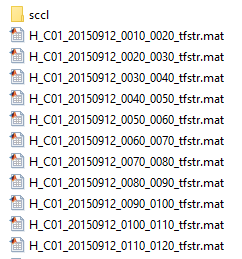 sccl
H_C01_20150912_0010_0020_tfstr.mat
H_C01_20150912_0020_0030_tfstr.mat
H_C01_20150912_0030_0040_tfstr.mat
H_C01_20150912_0040_0050_tfstr.mat
H_C01_20150912_0050_0060_tfstr.mat
H_C01_20150912_0060_0070_tfstr.mat
H_C01_20150912_0070_0080_tfstr.mat
H_C01_20150912_0080_0090_tfstr.mat
H_C01_20150912_0090_0100_tfstr.mat
H_C01_20150912_0100_0110_tfstr.mat
H_C01_20150912_0110_0120_tfstr.mat